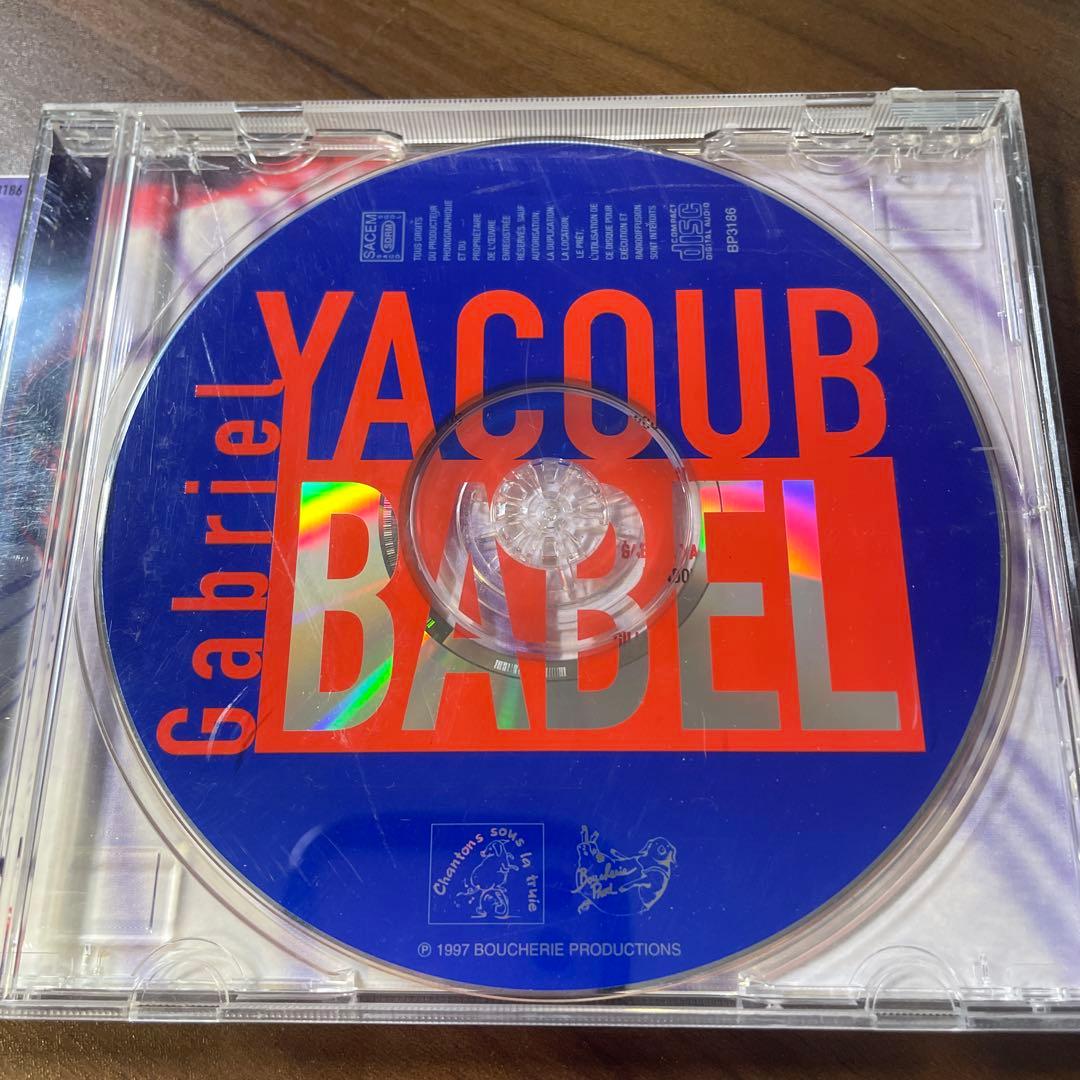 SACEM
SDRM
TOUS DROITS
DU PRODUCTEUR
PHONOGRAPHIQUE
ET DU
PROPRIETAIRE
DE L'ŒUVRE
ENREGISTRÉE
RÉSERVÉS. SAUF
AUTORISATION,
LA DUPLICATION,
LA LOCATION,
LE PRÊT,
L'UTILISATION DE
CE DISQUE POUR
EXÉCUTION ET
RADIODIFFUSION
SONT INTERDITS
COMPACT
disc
DIGITAL AUDIO
BP3186
Gabriel
YACOUB
BABEL
Chantons sous la truie
Boucherie
Prod
℗ 1997 BOUCHERIE PRODUCTIONS